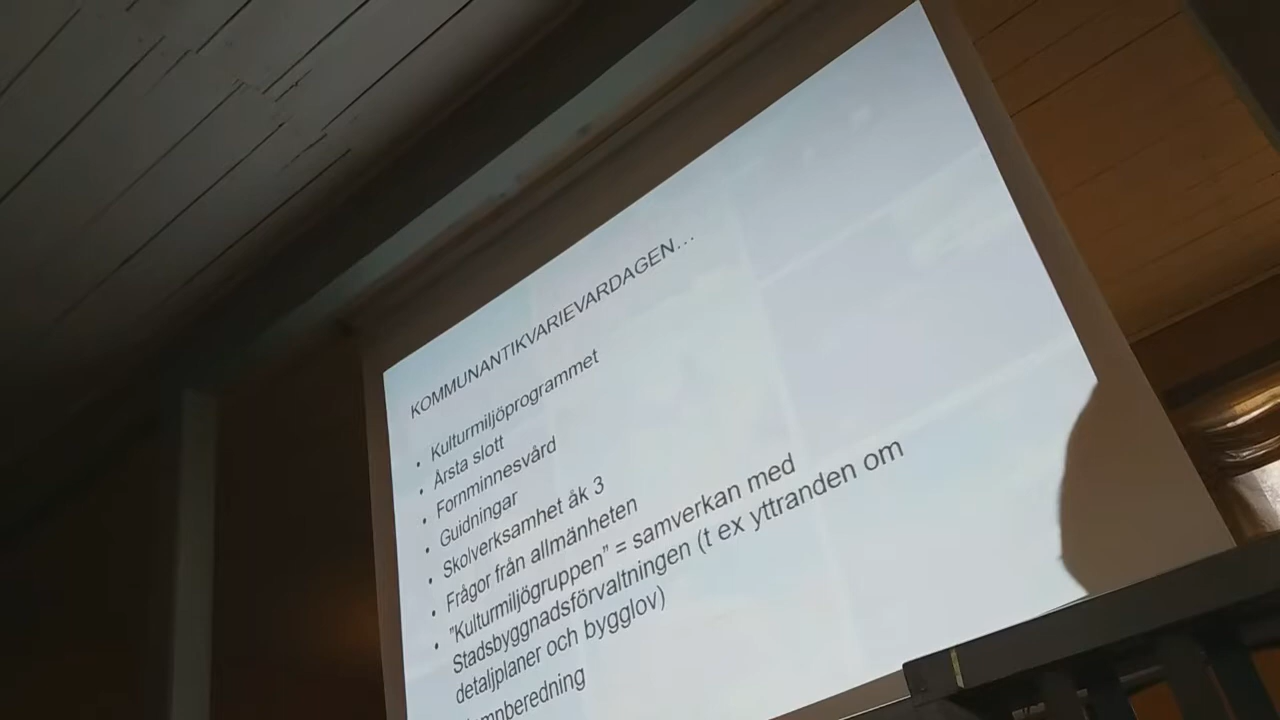 KOMMUNANTIKVARIEVARDAGEN...
• Kulturmiljöprogrammet
• Årsta slott
• Fornminnesvård
• Guidningar
• Skolverksamhet åk 3
• Frågor från allmänheten
• "Kulturmiljögruppen" = samverkan med
Stadsbyggnadsförvaltningen (t ex yttranden om
detaljplaner och bygglov)